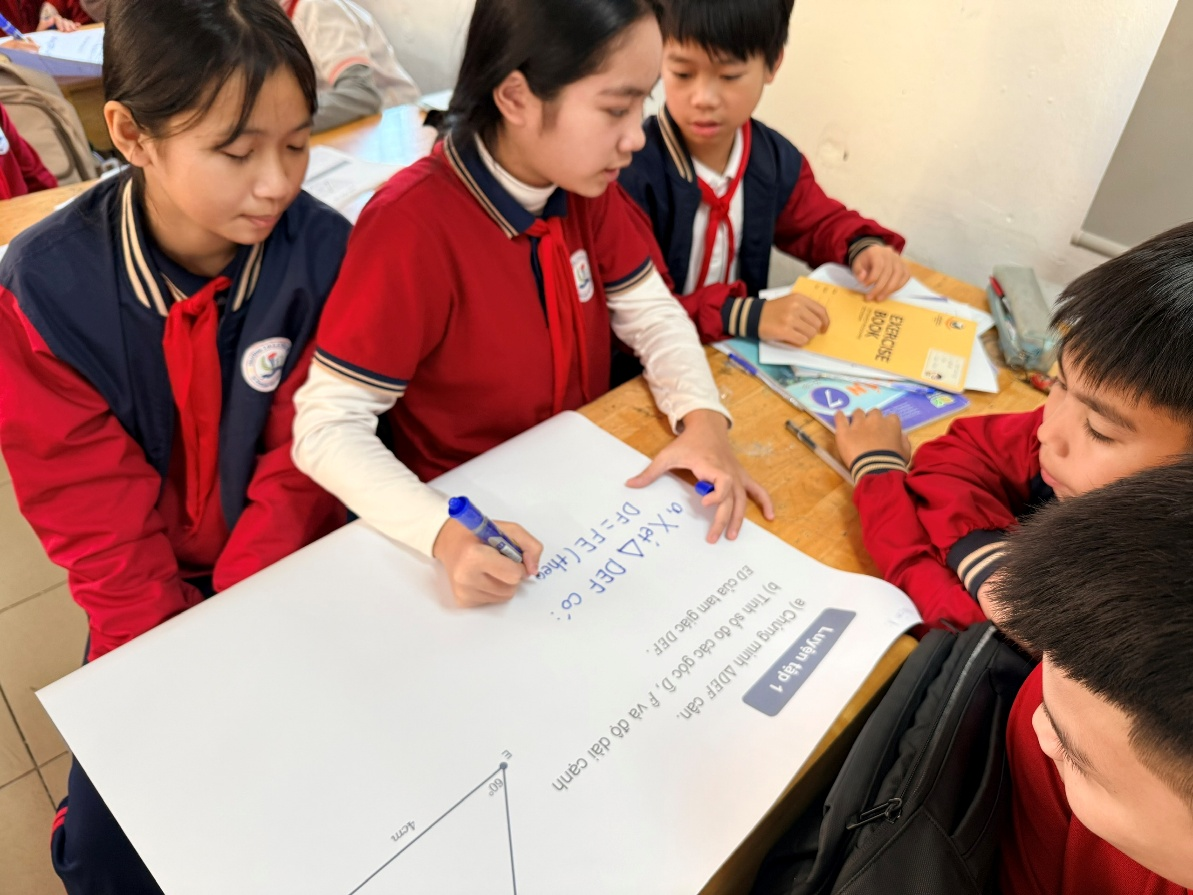 Luyện tập 1
a) Chứng minh ΔDEF cân.
b) Tính số đo các góc D̂, F̂ và độ dài cạnh
ED của tam giác DEF.
a, Xét Δ DEF có:
DF = FE (theo
E
60°
4cm
EXERCISE
BOOK
7